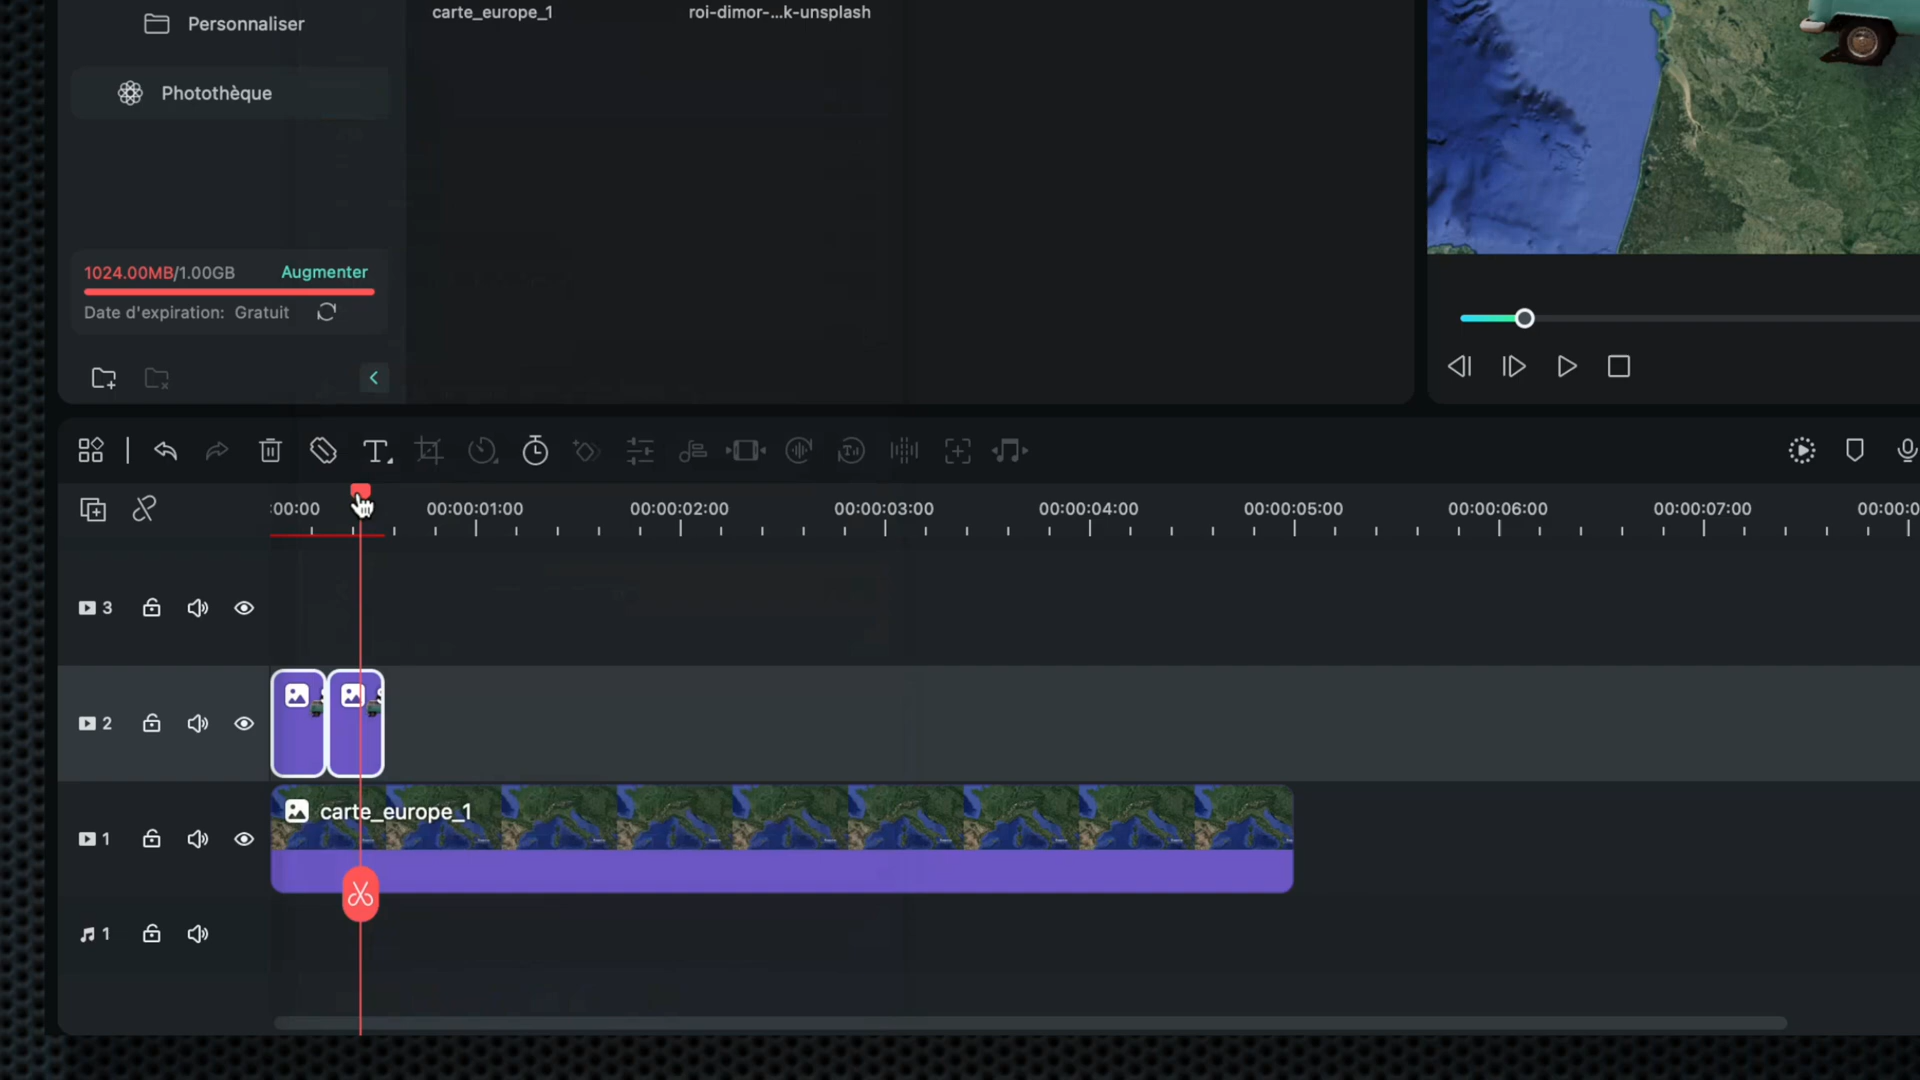 Personnaliser
carte_europe_1
roi-dimor-...k-unsplash
Photothèque
1024.00MB/1.00GB
Augmenter
Date d'expiration: Gratuit
:00:00
00:00:01:00
00:00:02:00
00:00:03:00
00:00:04:00
00:00:05:00
00:00:06:00
00:00:07:00
00:00:0
3
2
1
carte_europe_1
1